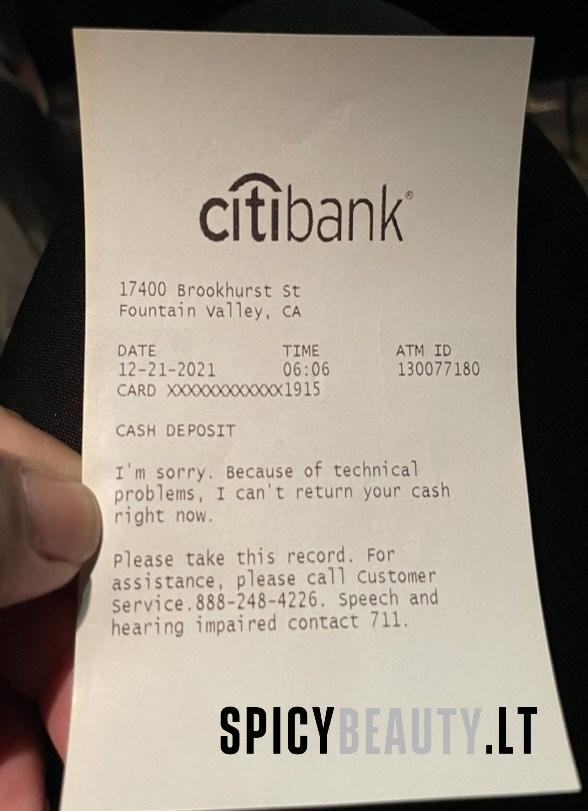 citibank®
17400 Brookhurst St
Fountain Valley, CA
DATE TIME ATM ID
12-21-2021 06:06 130077180
CARD XXXXXXXXXXXX1915
CASH DEPOSIT
I'm sorry. Because of technical
problems, I can't return your cash
right now.
Please take this record. For
assistance, please call Customer
Service.888-248-4226. Speech and
hearing impaired contact 711.
SPICYBEAUTY.LT